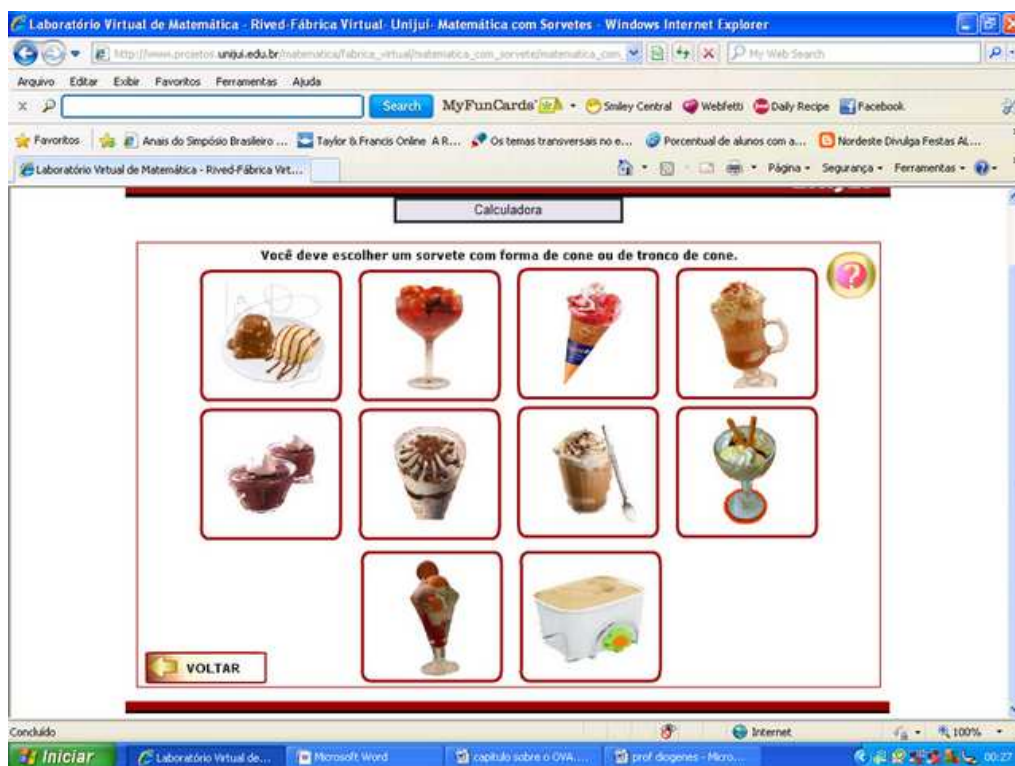 Laboratório Virtual de Matemática - Rived-Fábrica Virtual- Unijuí- Matemática com Sorvetes - Windows Internet Explorer
My Web Search
Arquivo Editar Exibir Favoritos Ferramentas Ajuda
Search MyFunCards Smiley Central Webfetti Daily Recipe Facebook
Favoritos Anais do Simpósio Brasileiro ... Taylor & Francis Online A R... Os temas transversais no e... Porcentual de alunos com a... Nordeste Divulga Festas AL...
Laboratório Virtual de Matemática - Rived-Fábrica Virt... Página Segurança Ferramentas
Calculadora
Você deve escolher um sorvete com forma de cone ou de tronco de cone.
VOLTAR
Concluído Internet 100%
Iniciar Laboratório Virtual de... Microsoft Word capitulo sobre o OVA.... prof diogenes - Micro... 00:27